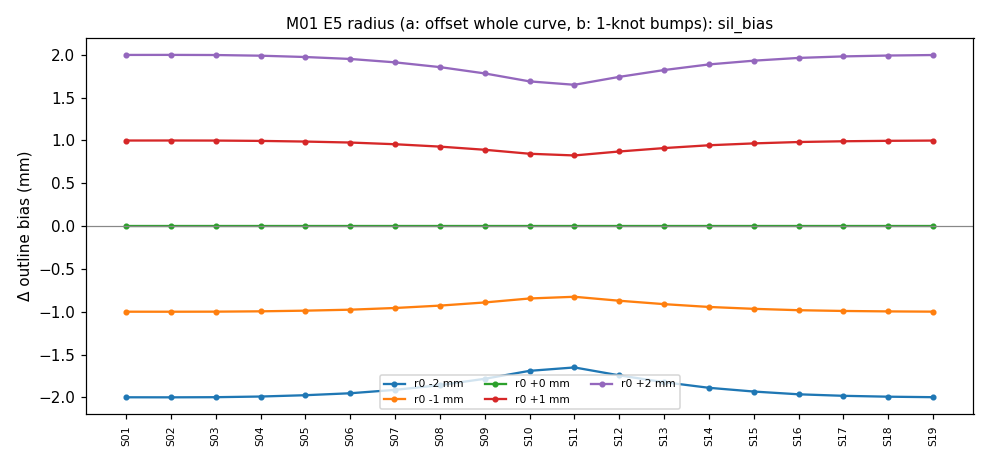 M01 E5 radius (a: offset whole curve, b: 1-knot bumps): sil_bias
Δ outline bias (mm)
2.0
1.5
1.0
0.5
0.0
−0.5
−1.0
−1.5
−2.0
r0 -2 mm
r0 -1 mm
r0 +0 mm
r0 +1 mm
r0 +2 mm
S01
S02
S03
S04
S05
S06
S07
S08
S09
S10
S11
S12
S13
S14
S15
S16
S17
S18
S19